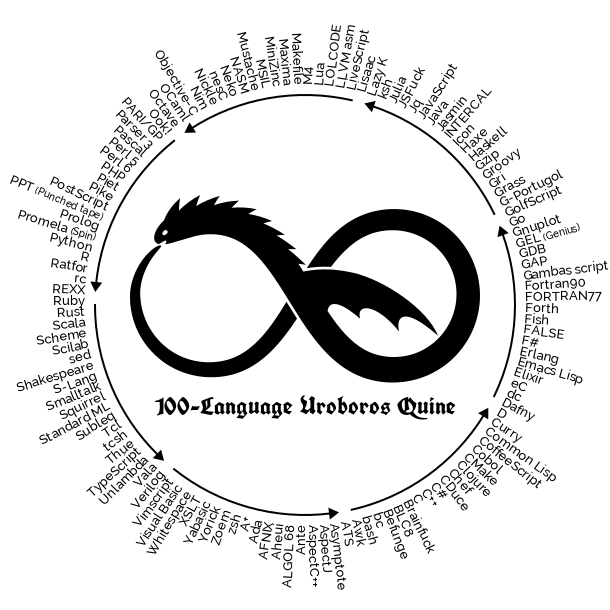 Ruby
Rust
Scala
Scheme
Scilab
sed
Shakespeare
S-Lang
Smalltalk
Squirrel
Standard ML
Subleq
Tcl
tcsh
Thue
TypeScript
Unlambda
Vala
Verilog
Vimscript
Visual Basic
Whitespace
XSLT
Yabasic
Yorick
Zoem
zsh
A+
Ada
AFNIX
Aheui
ALGOL 68
Ante
AspectC++
AspectJ
Asymptote
ATS
Awk
bash
bc
Befunge
BLC8
Brainfuck
C
C++
C#
CDuce
Chef
Clojure
CMake
Cobol
CoffeeScript
Common Lisp
Curry
D
Dafny
dc
eC
Elixir
Emacs Lisp
Erlang
F#
FALSE
Fish
Forth
FORTRAN77
Fortran90
Gambas script
GAP
GDB
GEL (Genius)
Gnuplot
Go
GolfScript
G-Portugol
Grass
Gri
Groovy
Gzip
Haskell
Haxe
Icon
INTERCAL
Jasmin
Java
JavaScript
Jq
JSFuck
Julia
ksh
Lazy K
Lisaac
LiveScript
LLVM asm
LOLCODE
Lua
M4
Makefile
Maxima
MiniZinc
MSIL
Mustache
NASM
Neko
nesC
Nickle
Nim
Objective-C
OCaml
Octave
Ook!
PARI/GP
Parser 3
Pascal
Perl 5
Perl 6
PHP
Piet
Pike
PostScript
PPT (Punched tape)
Prolog
Promela (Spin)
Python
R
Ratfor
rc
REXX
100-Language Uroboros Quine